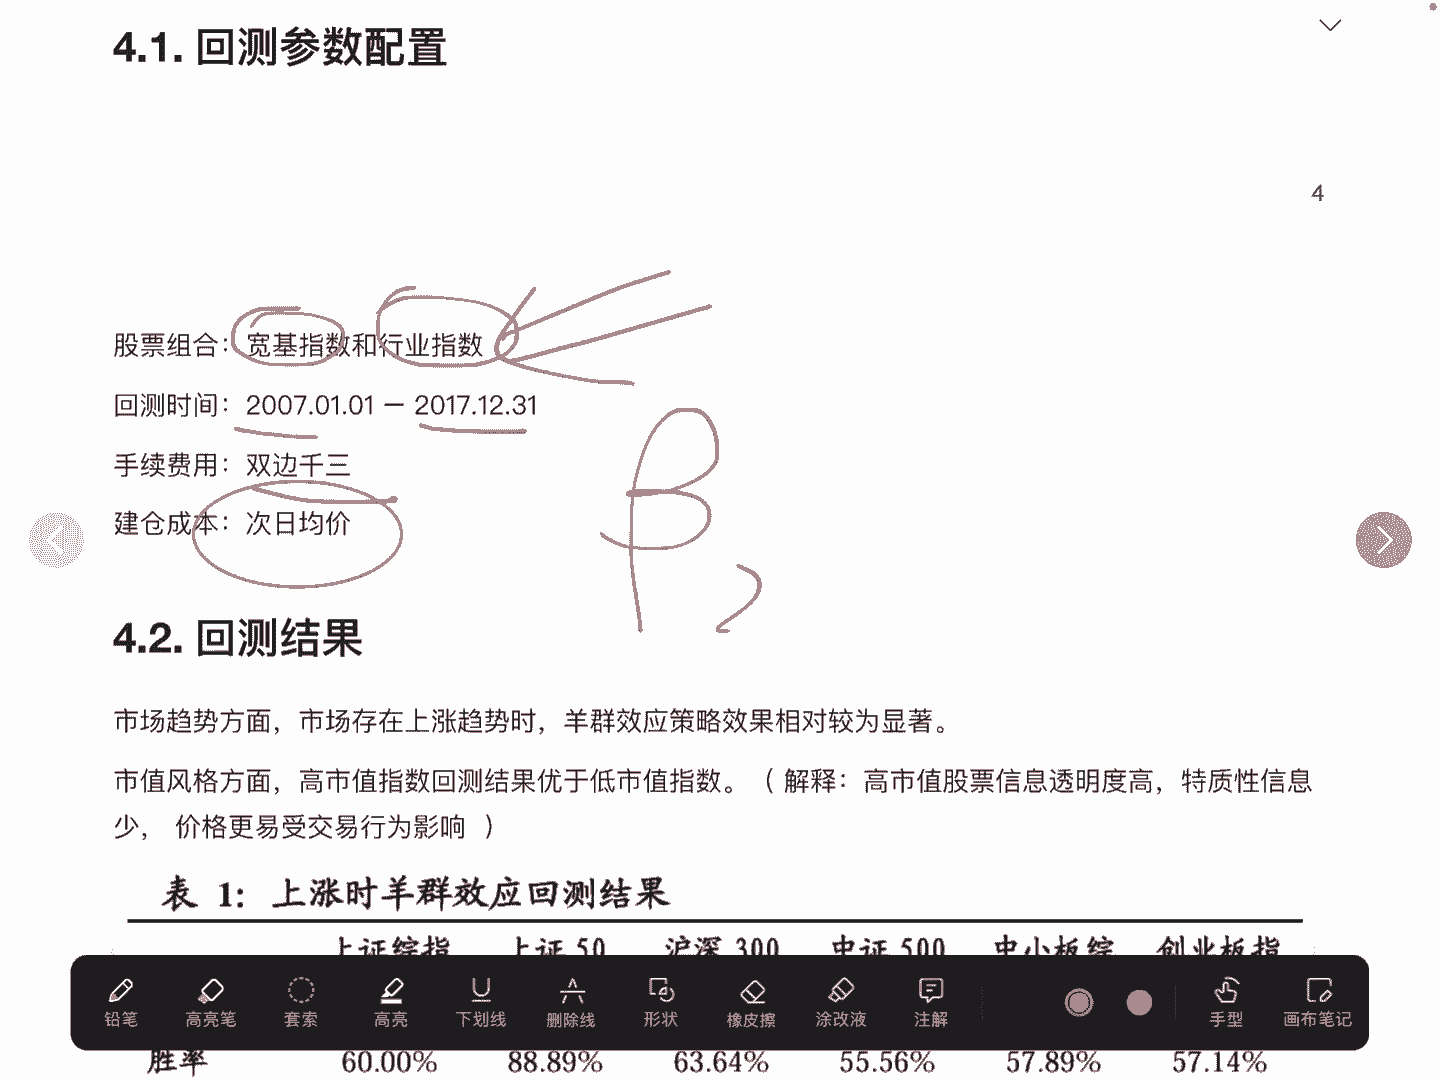 4.1. 回测参数配置
4
股票组合：宽基指数和行业指数
回测时间：2007.01.01 — 2017.12.31
手续费用：双边千三
建仓成本：次日均价
β
4.2. 回测结果
市场趋势方面，市场存在上涨趋势时，羊群效应策略效果相对较为显著。
市值风格方面，高市值指数回测结果优于低市值指数。（ 解释：高市值股票信息透明度高，特质性信息
少， 价格更易受交易行为影响 ）
表 1：上涨时羊群效应回测结果
上证综指 上证 50 沪深 300 中证 500 中小板综 创业板指
铅笔 高亮笔 套索 高亮 下划线 删除线 形状 橡皮擦 涂改液 注解 手型 画布笔记
胜率 60.00% 88.89% 63.64% 55.56% 57.89% 57.14%